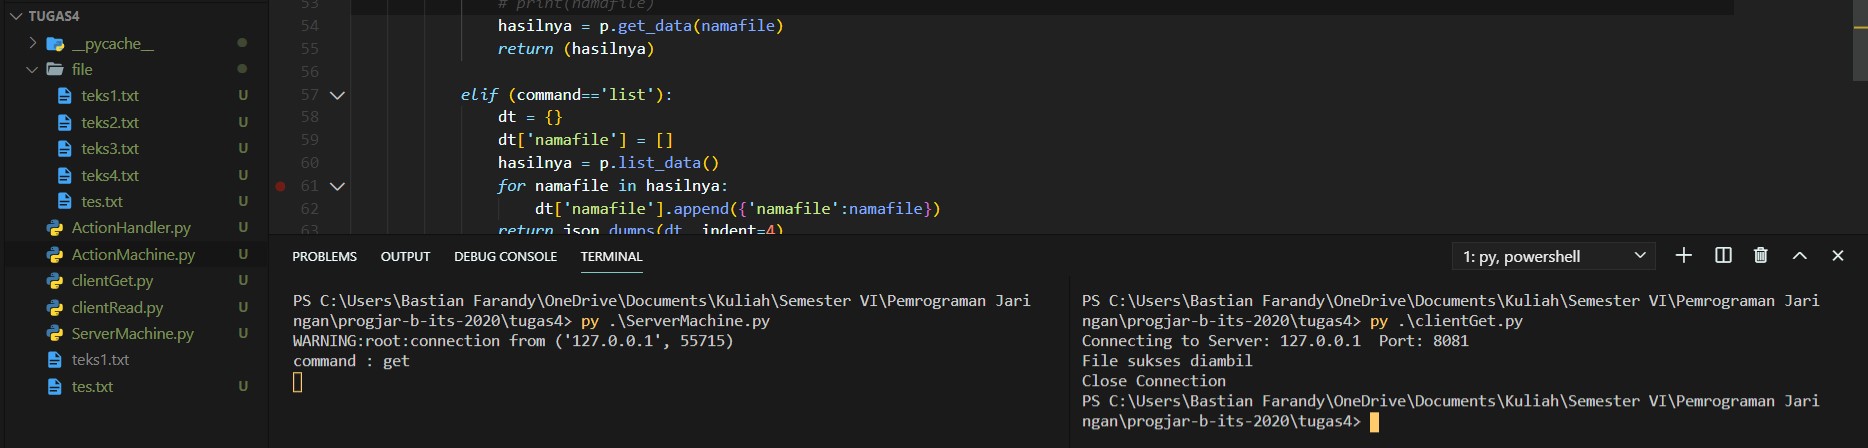 TUGAS4
__pycache__
file
teks1.txt U
teks2.txt U
teks3.txt U
teks4.txt U
tes.txt U
ActionHandler.py U
ActionMachine.py U
clientGet.py U
clientRead.py U
ServerMachine.py U
teks1.txt
tes.txt U
53 # print(namafile)
54 hasilnya = p.get_data(namafile)
55 return (hasilnya)
56
57 elif (command=='list'):
58 dt = {}
59 dt['namafile'] = []
60 hasilnya = p.list_data()
61 for namafile in hasilnya:
62 dt['namafile'].append({'namafile':namafile})
63 return json.dumps(dt, indent=4)
PROBLEMS OUTPUT DEBUG CONSOLE TERMINAL
1: py, powershell
PS C:\Users\Bastian Farandy\OneDrive\Documents\Kuliah\Semester VI\Pemrograman Jari
ngan\progjar-b-its-2020\tugas4> py .\ServerMachine.py
WARNING:root:connection from ('127.0.0.1', 55715)
command : get
PS C:\Users\Bastian Farandy\OneDrive\Documents\Kuliah\Semester VI\Pemrograman Jari
ngan\progjar-b-its-2020\tugas4> py .\clientGet.py
Connecting to Server: 127.0.0.1  Port: 8081
File sukses diambil
Close Connection
PS C:\Users\Bastian Farandy\OneDrive\Documents\Kuliah\Semester VI\Pemrograman Jari
ngan\progjar-b-its-2020\tugas4>